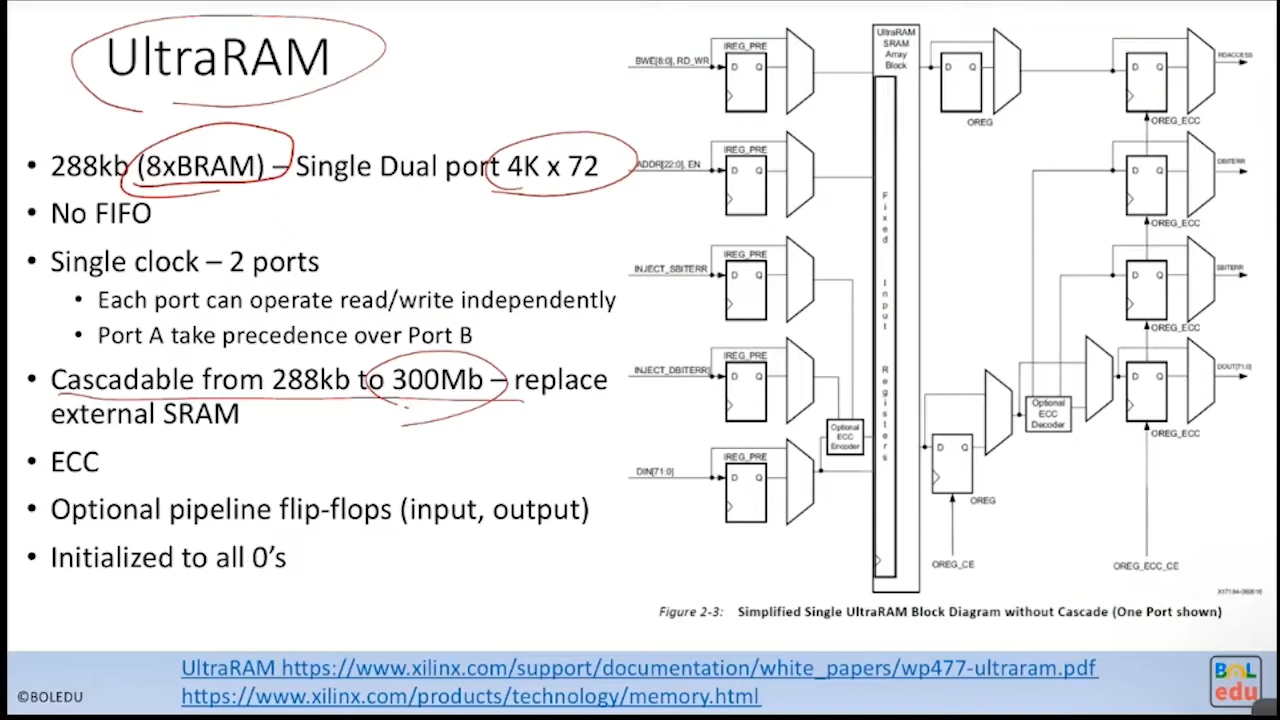 UltraRAM
• 288kb (8xBRAM) – Single Dual port 4K x 72
• No FIFO
• Single clock – 2 ports
• Each port can operate read/write independently
• Port A take precedence over Port B
• Cascadable from 288kb to 300Mb – replace
external SRAM
• ECC
• Optional pipeline flip-flops (input, output)
• Initialized to all 0’s
BWE[8:0], RD_WR
IREG_PRE
D Q
ADDR[22:0], EN
IREG_PRE
D Q
INJECT_SBITERR
IREG_PRE
D Q
INJECT_DBITERR
IREG_PRE
D Q
DIN[71:0]
IREG_PRE
D Q
Optional
ECC
Encoder
UltraRAM
SRAM
Array
Block
Fixed Input Registers
D Q
OREG
D Q
OREG
OREG_CE
Optional
ECC
Decoder
D Q
OREG_ECC
RDACCESS
D Q
OREG_ECC
DBITERR
D Q
OREG_ECC
SBITERR
D Q
OREG_ECC
DOUT[71:0]
OREG_ECC_CE
Figure 2-3: Simplified Single UltraRAM Block Diagram without Cascade (One Port shown)
UltraRAM https://www.xilinx.com/support/documentation/white_papers/wp477-ultraram.pdf
https://www.xilinx.com/products/technology/memory.html
©BOLEDU
BOL
edu